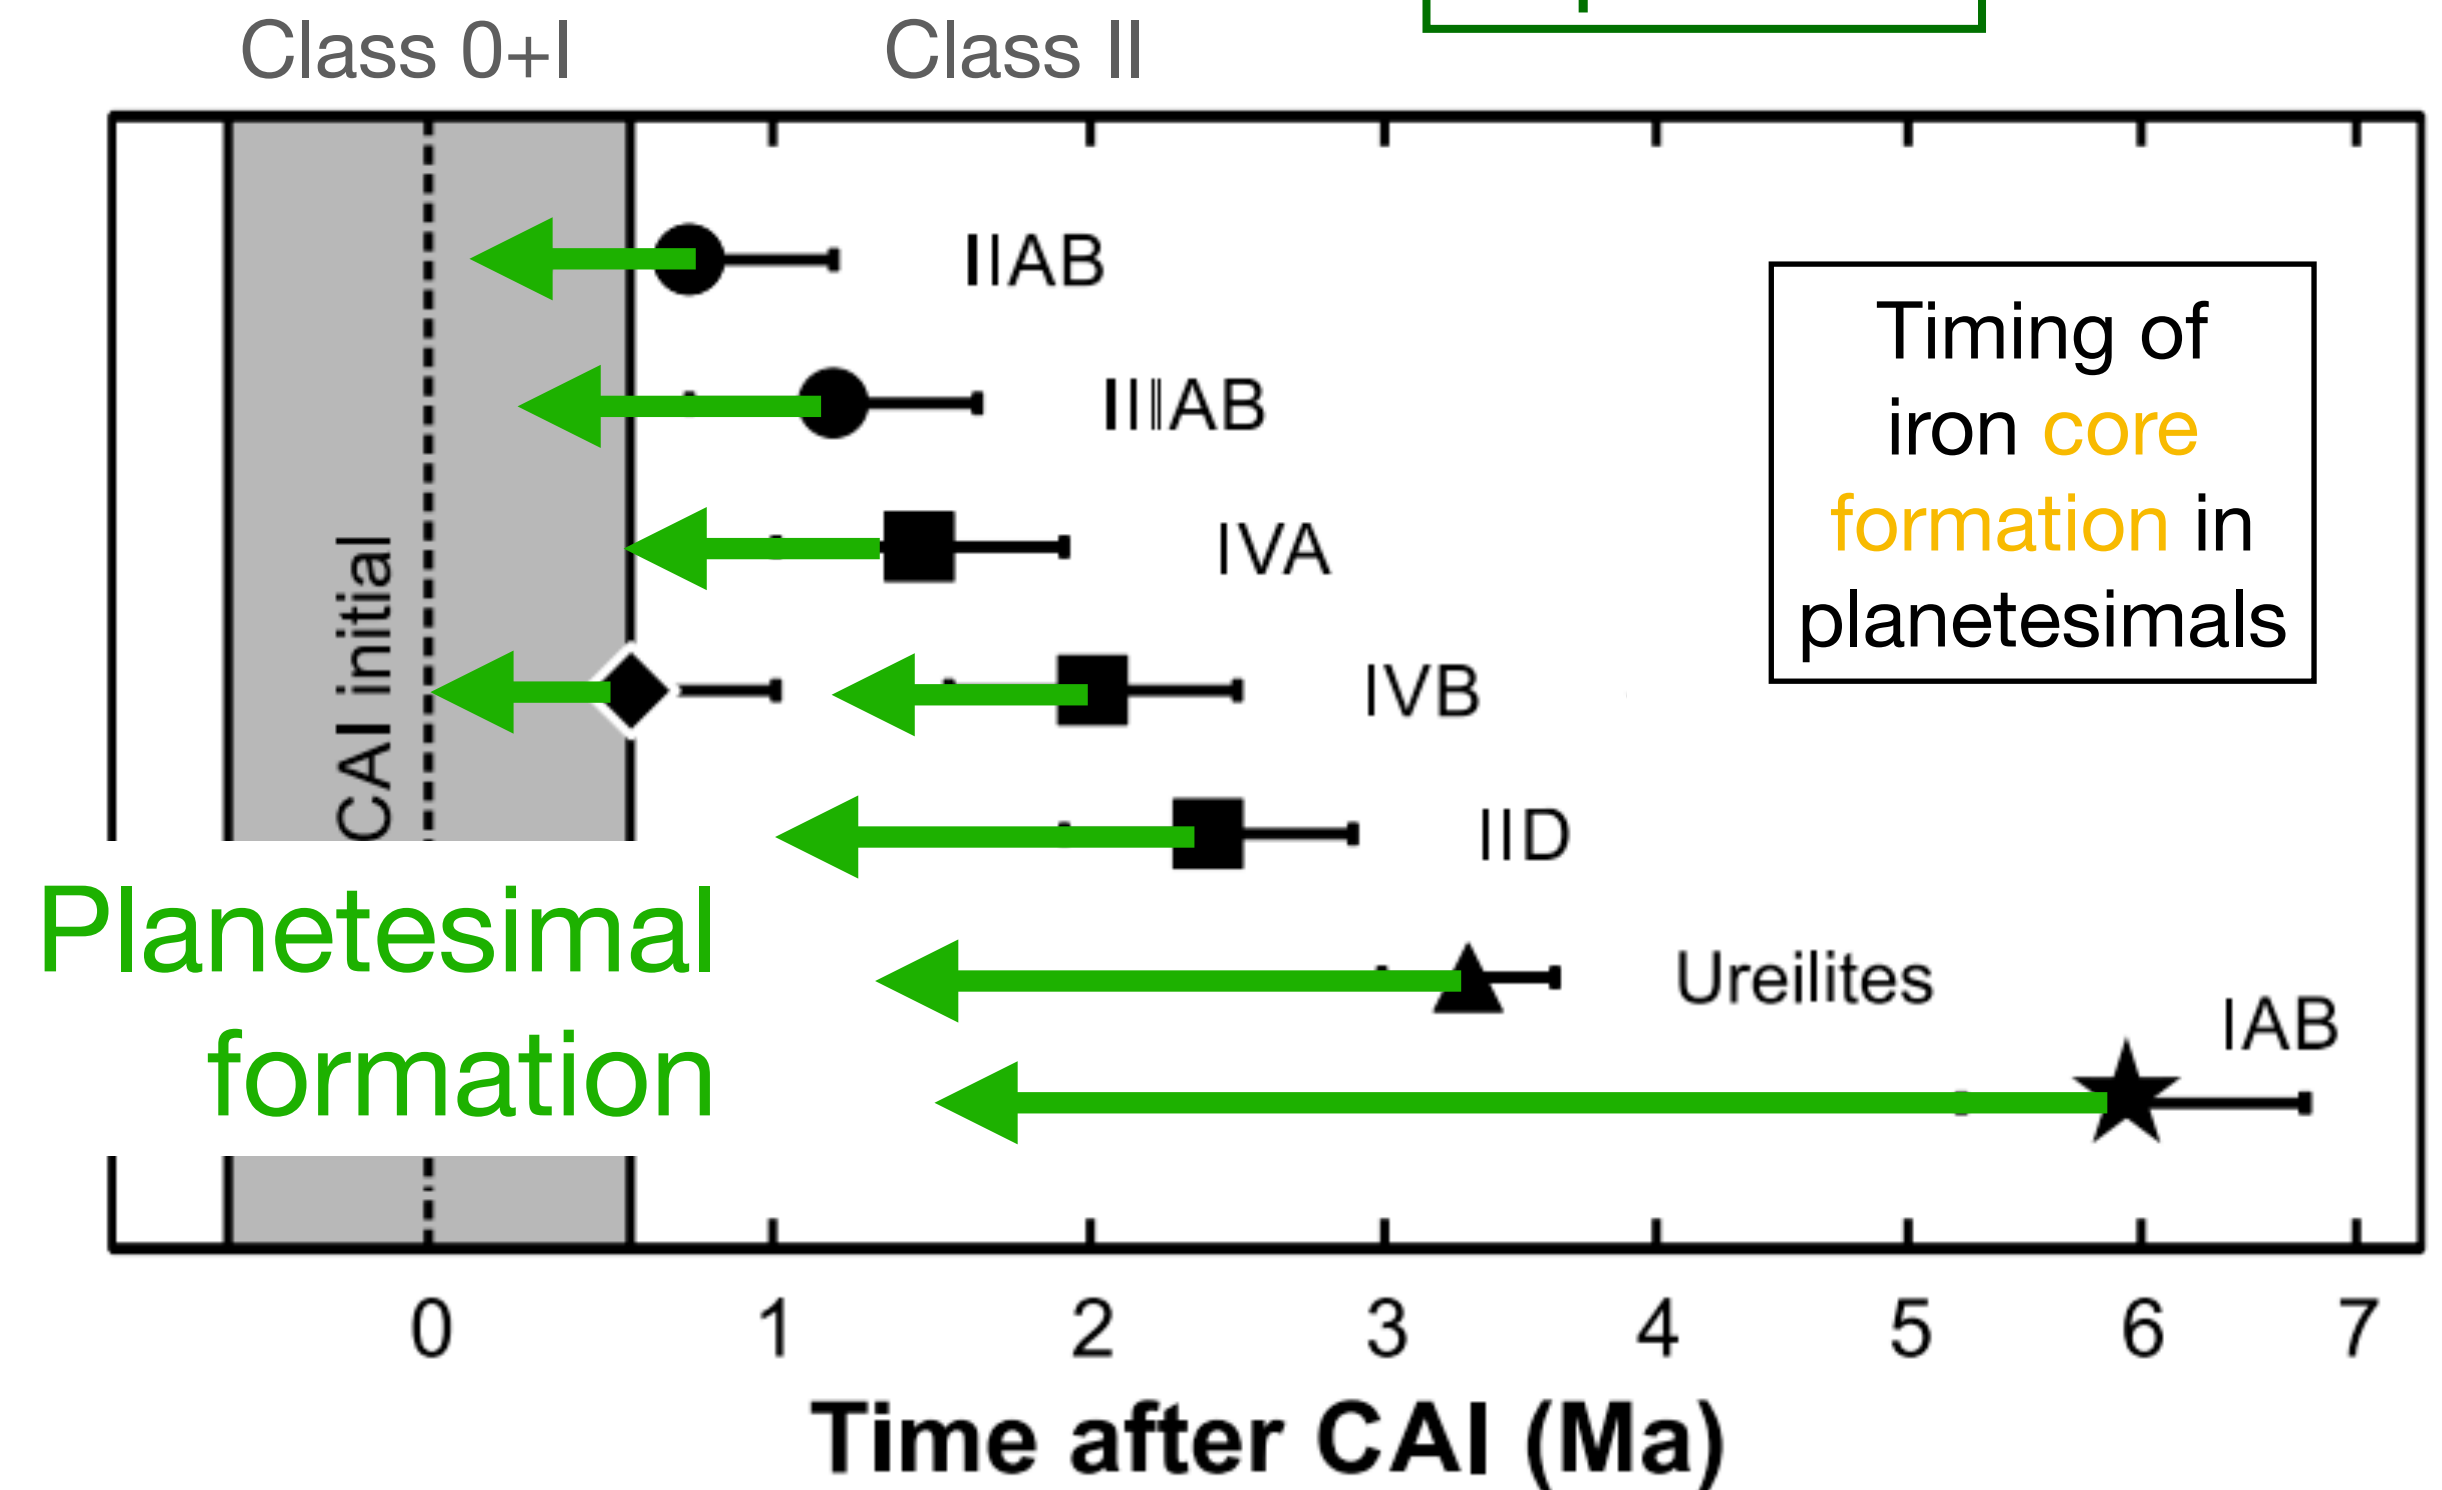 Class 0+I
Class II
IIAB
IIIAB
IVA
IVB
IID
Ureilites
IAB
CAI initial
Timing of
iron core
formation in
planetesimals
Planetesimal
formation
0 1 2 3 4 5 6 7
Time after CAI (Ma)